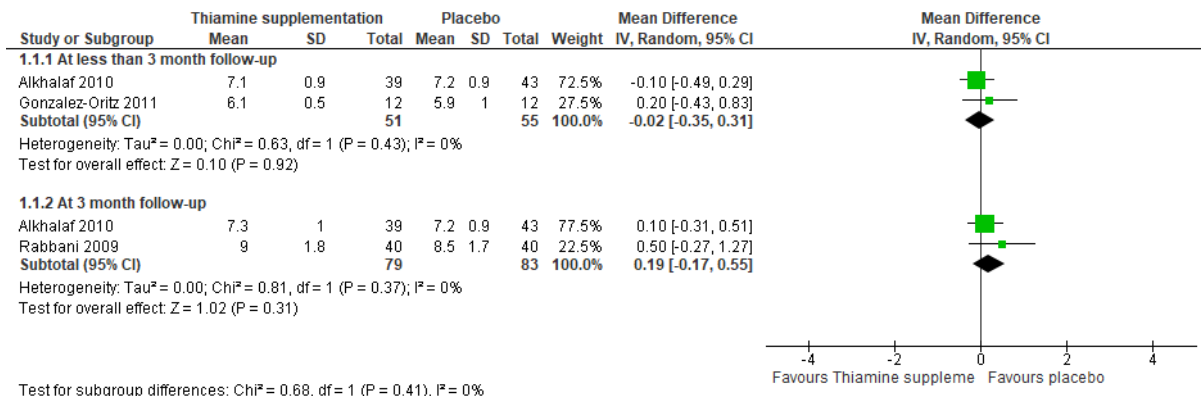 Thiamine supplementation Placebo Mean Difference Mean Difference
Study or Subgroup Mean SD Total Mean SD Total Weight IV, Random, 95% CI IV, Random, 95% CI
1.1.1 At less than 3 month follow-up
Alkhalaf 2010 7.1 0.9 39 7.2 0.9 43 72.5% -0.10 [-0.49, 0.29]
Gonzalez-Oritz 2011 6.1 0.5 12 5.9 1 12 27.5% 0.20 [-0.43, 0.83]
Subtotal (95% CI) 51 55 100.0% -0.02 [-0.35, 0.31]
Heterogeneity: Tau² = 0.00; Chi² = 0.63, df = 1 (P = 0.43); I² = 0%
Test for overall effect: Z = 0.10 (P = 0.92)
1.1.2 At 3 month follow-up
Alkhalaf 2010 7.3 1 39 7.2 0.9 43 77.5% 0.10 [-0.31, 0.51]
Rabbani 2009 9 1.8 40 8.5 1.7 40 22.5% 0.50 [-0.27, 1.27]
Subtotal (95% CI) 79 83 100.0% 0.19 [-0.17, 0.55]
Heterogeneity: Tau² = 0.00; Chi² = 0.81, df = 1 (P = 0.37); I² = 0%
Test for overall effect: Z = 1.02 (P = 0.31)
-4 -2 0 2 4
Favours Thiamine suppleme Favours placebo
Test for subgroup differences: Chi² = 0.68, df = 1 (P = 0.41), I² = 0%